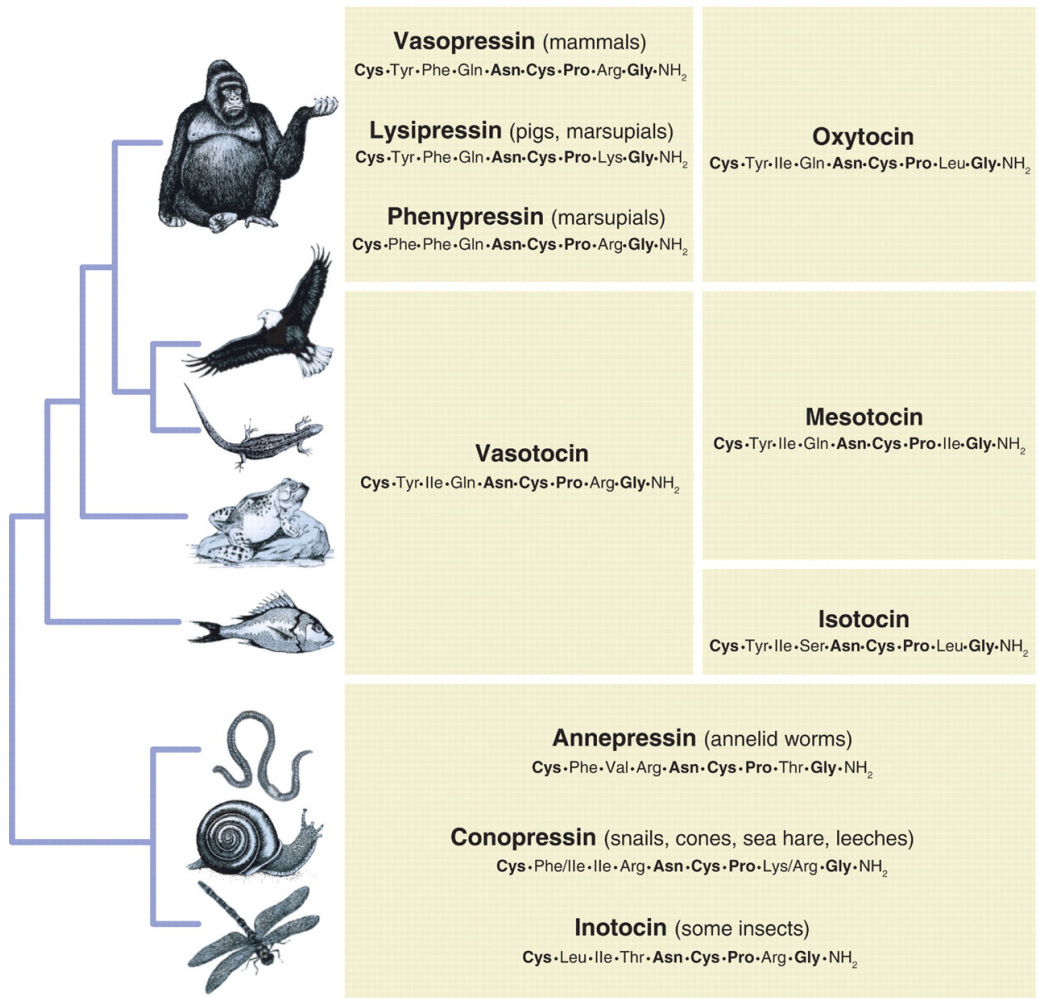 Vasopressin (mammals)
Cys•Tyr•Phe•Gln•Asn•Cys•Pro•Arg•Gly•NH₂
Lysipressin (pigs, marsupials)
Cys•Tyr•Phe•Gln•Asn•Cys•Pro•Lys•Gly•NH₂
Phenypressin (marsupials)
Cys•Phe•Phe•Gln•Asn•Cys•Pro•Arg•Gly•NH₂
Oxytocin
Cys•Tyr•Ile•Gln•Asn•Cys•Pro•Leu•Gly•NH₂
Vasotocin
Cys•Tyr•Ile•Gln•Asn•Cys•Pro•Arg•Gly•NH₂
Mesotocin
Cys•Tyr•Ile•Gln•Asn•Cys•Pro•Ile•Gly•NH₂
Isotocin
Cys•Tyr•Ile•Ser•Asn•Cys•Pro•Leu•Gly•NH₂
Annepressin (annelid worms)
Cys•Phe•Val•Arg•Asn•Cys•Pro•Thr•Gly•NH₂
Conopressin (snails, cones, sea hare, leeches)
Cys•Phe/Ile•Ile•Arg•Asn•Cys•Pro•Lys/Arg•Gly•NH₂
Inotocin (some insects)
Cys•Leu•Ile•Thr•Asn•Cys•Pro•Arg•Gly•NH₂